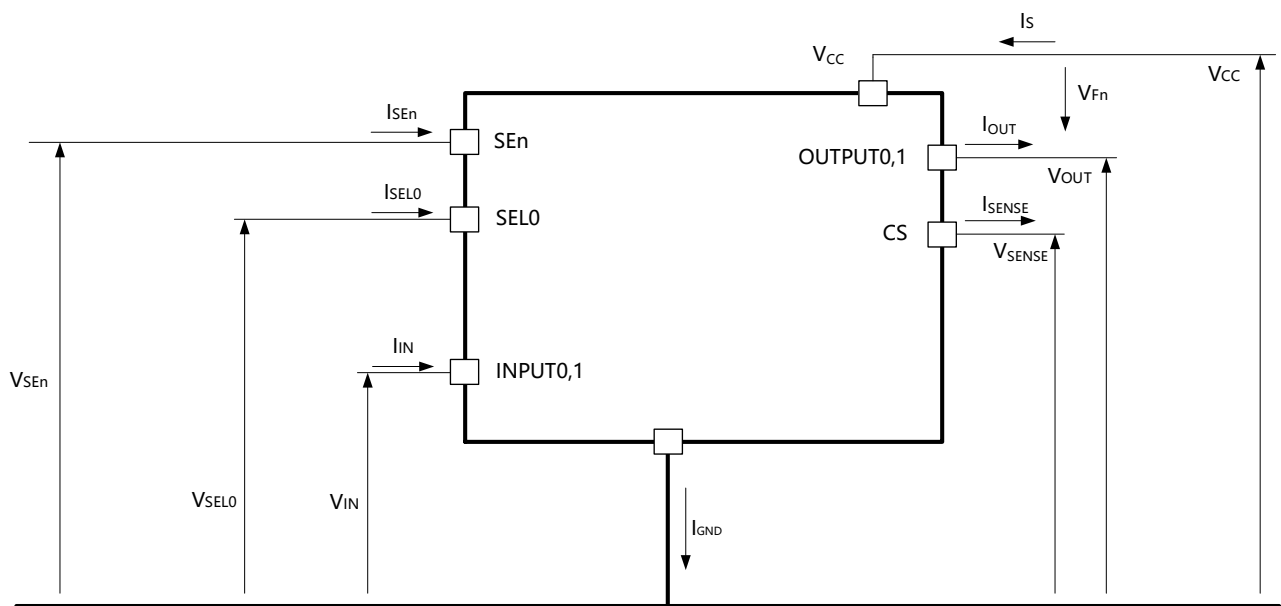 IS
VCC
VCC
VFn
ISEn
SEn
IOUT
OUTPUT0,1
VOUT
ISEL0
SEL0
ISENSE
CS
VSENSE
IIN
INPUT0,1
VSEn
VSEL0
VIN
IGND